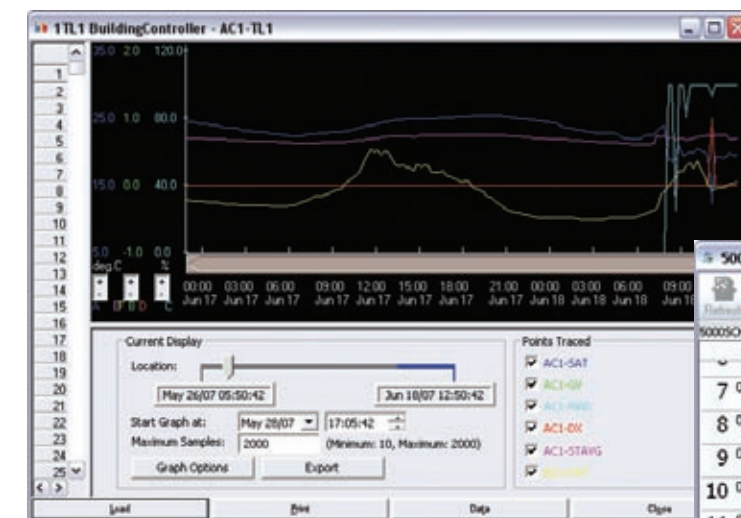 1TL1 BuildingController - AC1-TL1
35.0 2.0 120.0
25.0 1.0 80.0
15.0 0.0 40.0
5.0 -1.0 0.0
deg.C %
00:00 03:00 06:00 09:00 12:00 15:00 18:00 21:00 00:00 03:00 06:00 09:00
Jun 17 Jun 17 Jun 17 Jun 17 Jun 17 Jun 17 Jun 17 Jun 17 Jun 18 Jun 18 Jun 18 Jun 18
1
2
3
4
5
6
7
8
9
10
11
12
13
14
15
16
17
18
19
20
21
22
23
24
25
Current Display
Location:
May 26/07 05:50:42
Jun 18/07 12:50:42
Start Graph at: May 28/07 17:05:42
Maximum Samples: 2000 (Minimum: 10, Maximum: 2000)
Graph Options Export
Points Traced
AC1-SAT
AC1-DX
AC1-STAVG
Load Print Data Close
500
Refresh
7
8
9
10